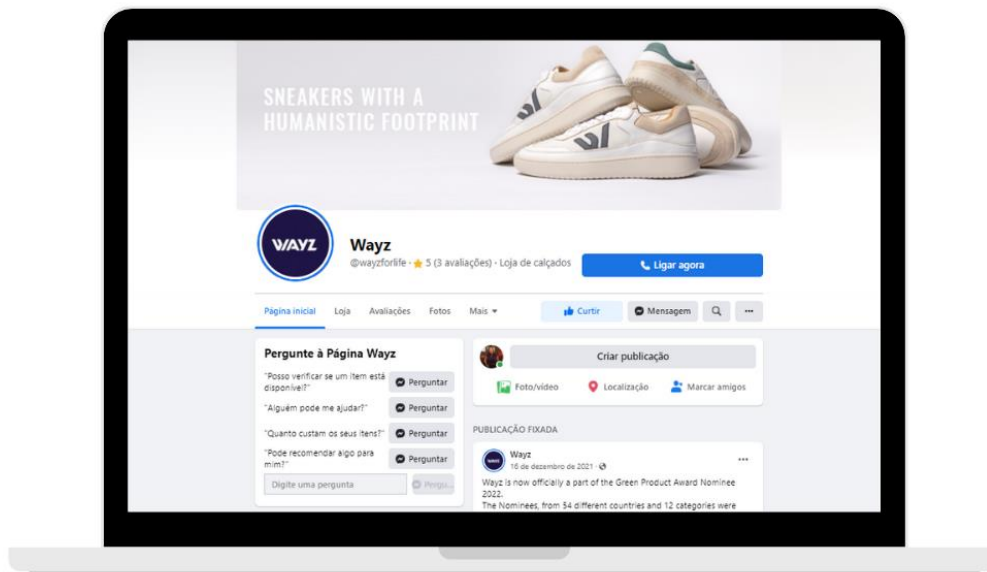 SNEAKERS WITH A
HUMANISTIC FOOTPRINT
WAYZ
Wayz
@wayzforlife · 5 (3 avaliações) · Loja de calçados
Ligar agora
Página inicial Loja Avaliações Fotos Mais
Curtir Mensagem
Pergunte à Página Wayz
"Posso verificar se um item está
disponível?" Perguntar
"Alguém pode me ajudar?" Perguntar
"Quanto custam os seus itens?" Perguntar
"Pode recomendar algo para
mim?" Perguntar
Digite uma pergunta Pergu...
Criar publicação
Foto/vídeo Localização Marcar amigos
PUBLICAÇÃO FIXADA
WAYZ
Wayz
16 de dezembro de 2021 ·
Wayz is now officially a part of the Green Product Award Nominee
2022.
The Nominees, from 54 different countries and 12 categories were